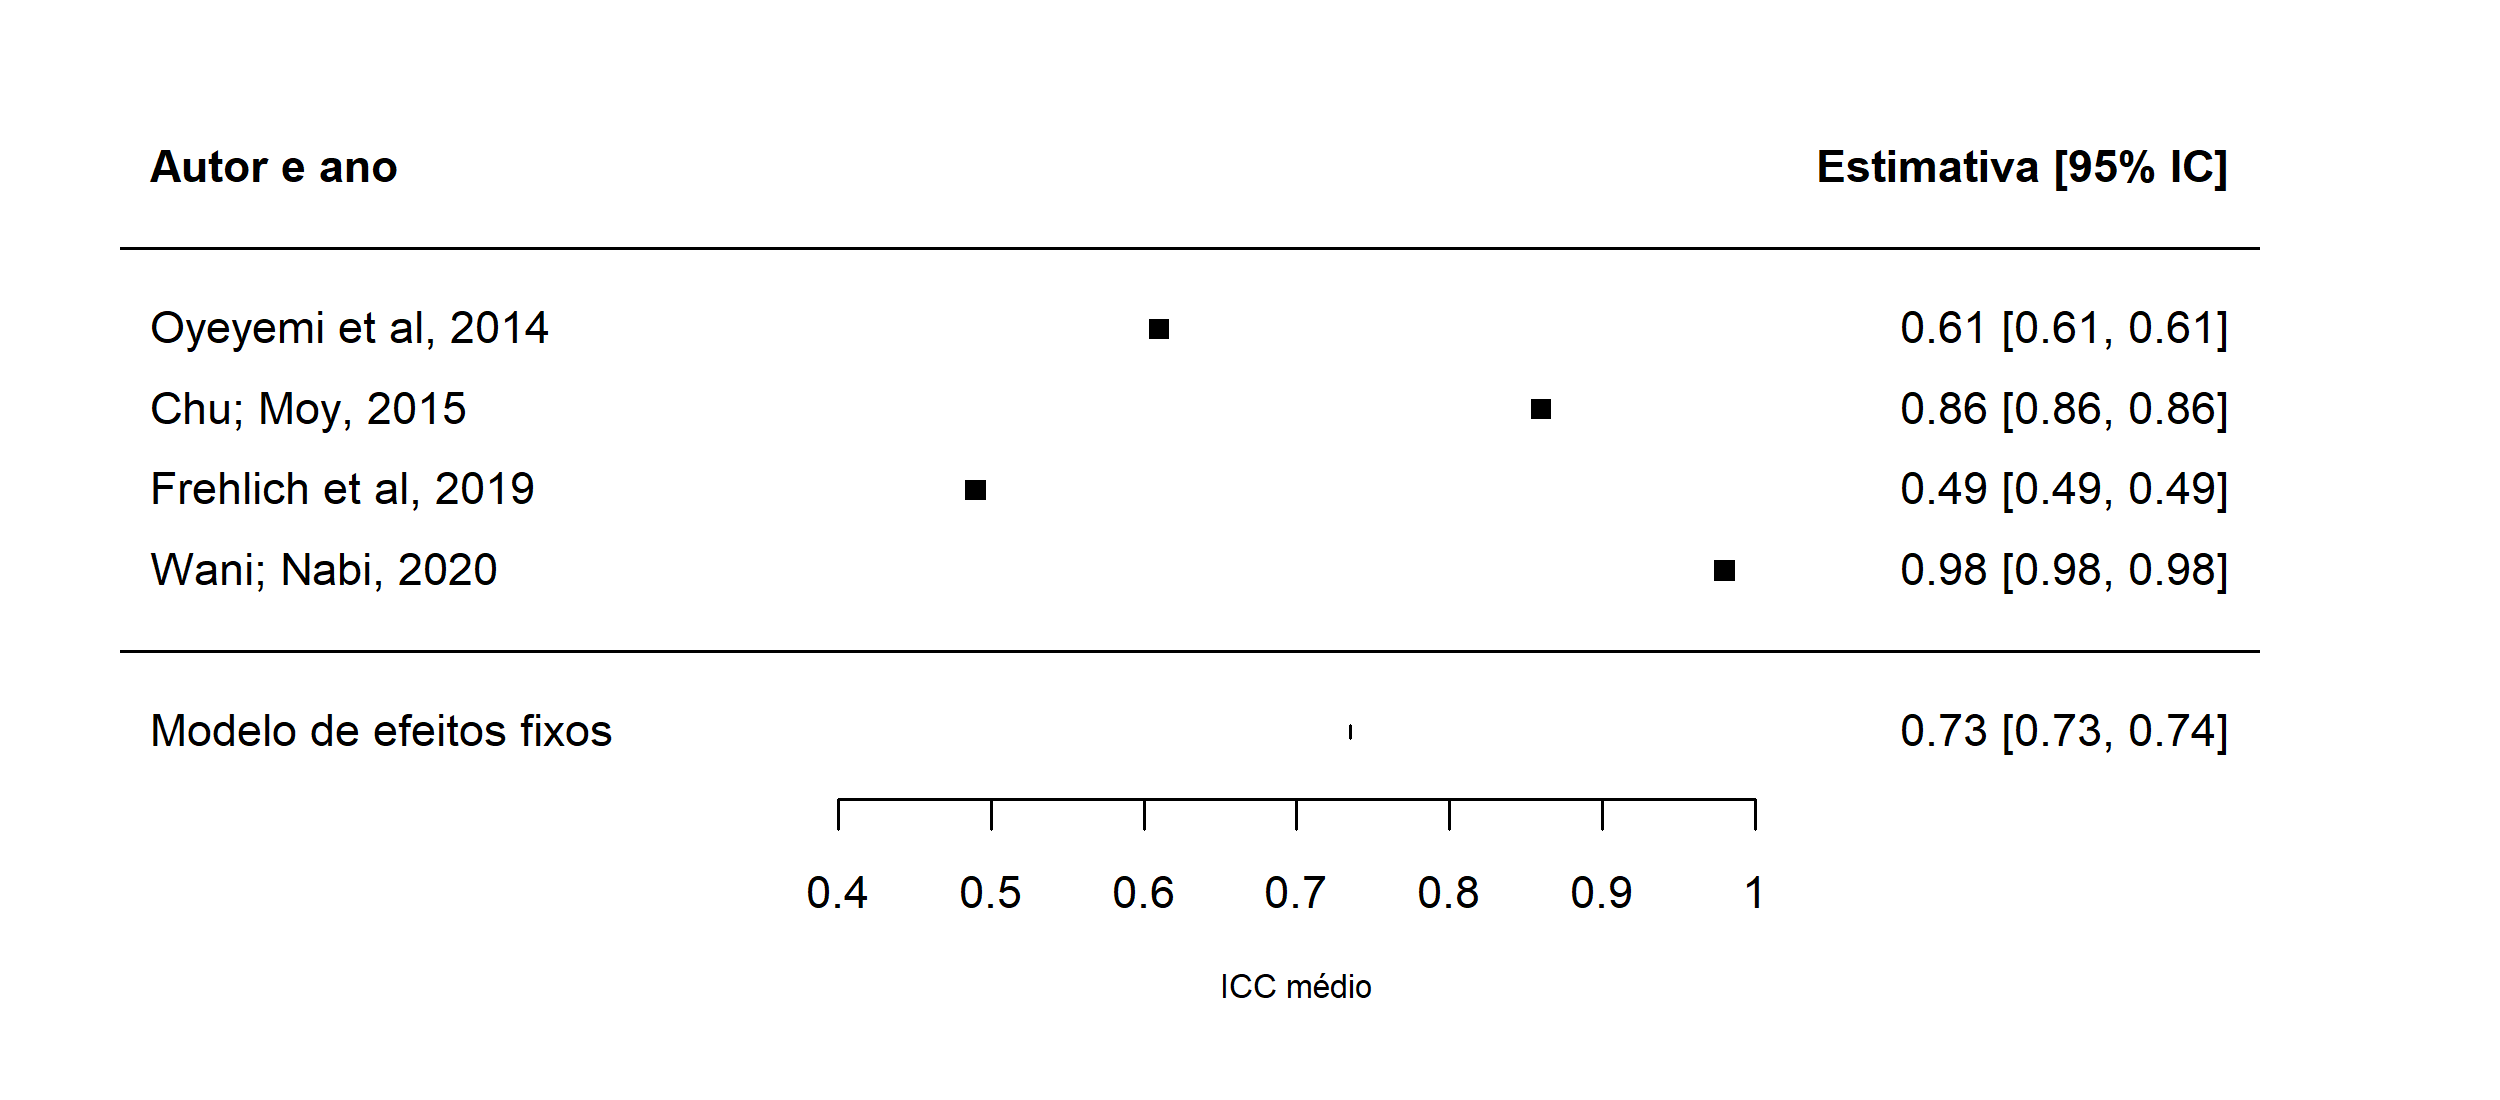 Autor e ano Estimativa [95% IC]
Oyeyemi et al, 2014 0.61 [0.61, 0.61]
Chu; Moy, 2015 0.86 [0.86, 0.86]
Frehlich et al, 2019 0.49 [0.49, 0.49]
Wani; Nabi, 2020 0.98 [0.98, 0.98]
Modelo de efeitos fixos 0.73 [0.73, 0.74]
0.4 0.5 0.6 0.7 0.8 0.9 1
ICC médio